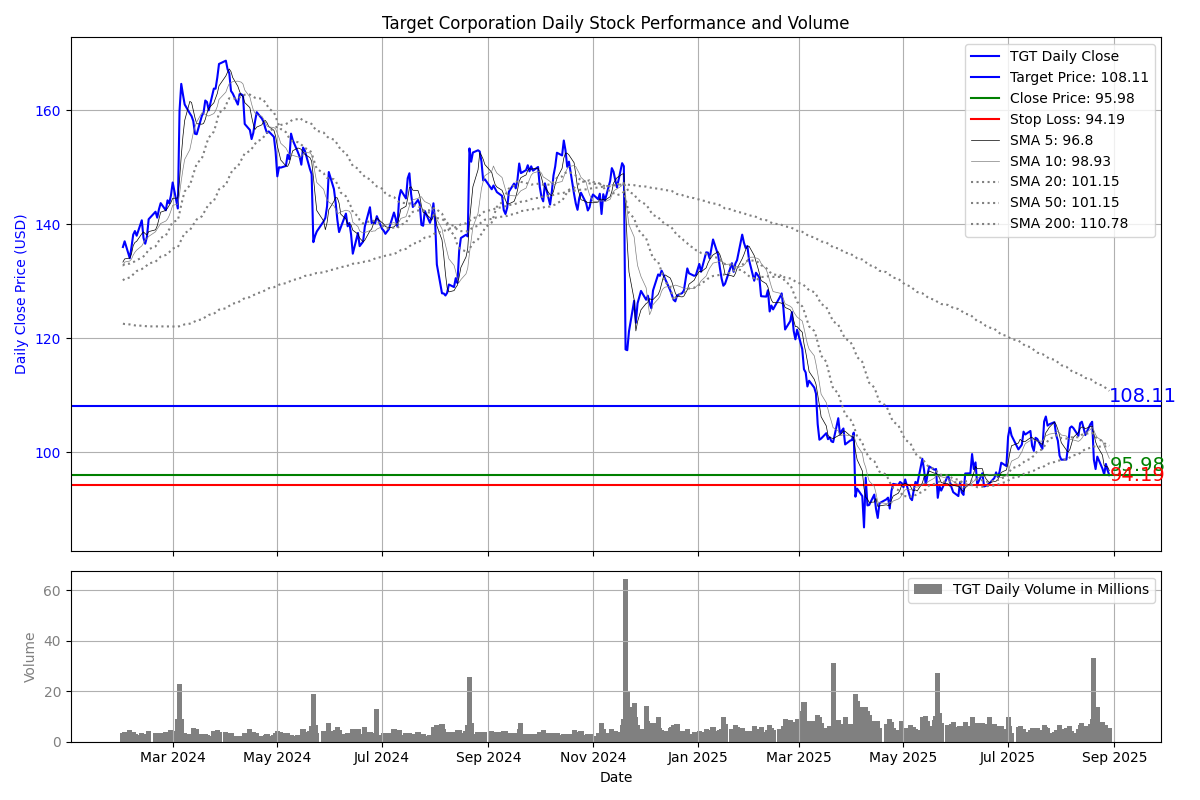 Target Corporation Daily Stock Performance and Volume
TGT Daily Close
Target Price: 108.11
Close Price: 95.98
Stop Loss: 94.19
SMA 5: 96.8
SMA 10: 98.93
SMA 20: 101.15
SMA 50: 101.15
SMA 200: 110.78
Daily Close Price (USD)
160
140
120
100
108.11
95.98
94.19
TGT Daily Volume in Millions
Volume
60
40
20
0
Mar 2024
May 2024
Jul 2024
Sep 2024
Nov 2024
Jan 2025
Mar 2025
May 2025
Jul 2025
Sep 2025
Date